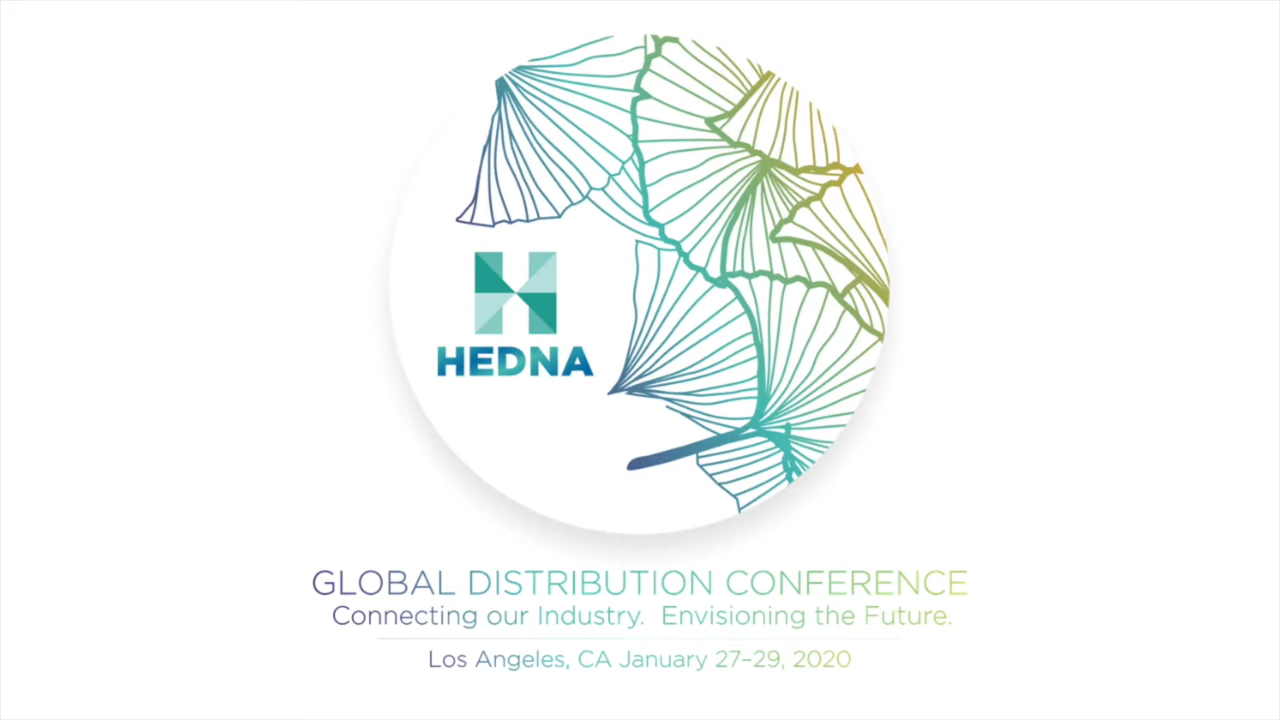 HEDNA
GLOBAL DISTRIBUTION CONFERENCE
Connecting our Industry. Envisioning the Future.
Los Angeles, CA January 27–29, 2020